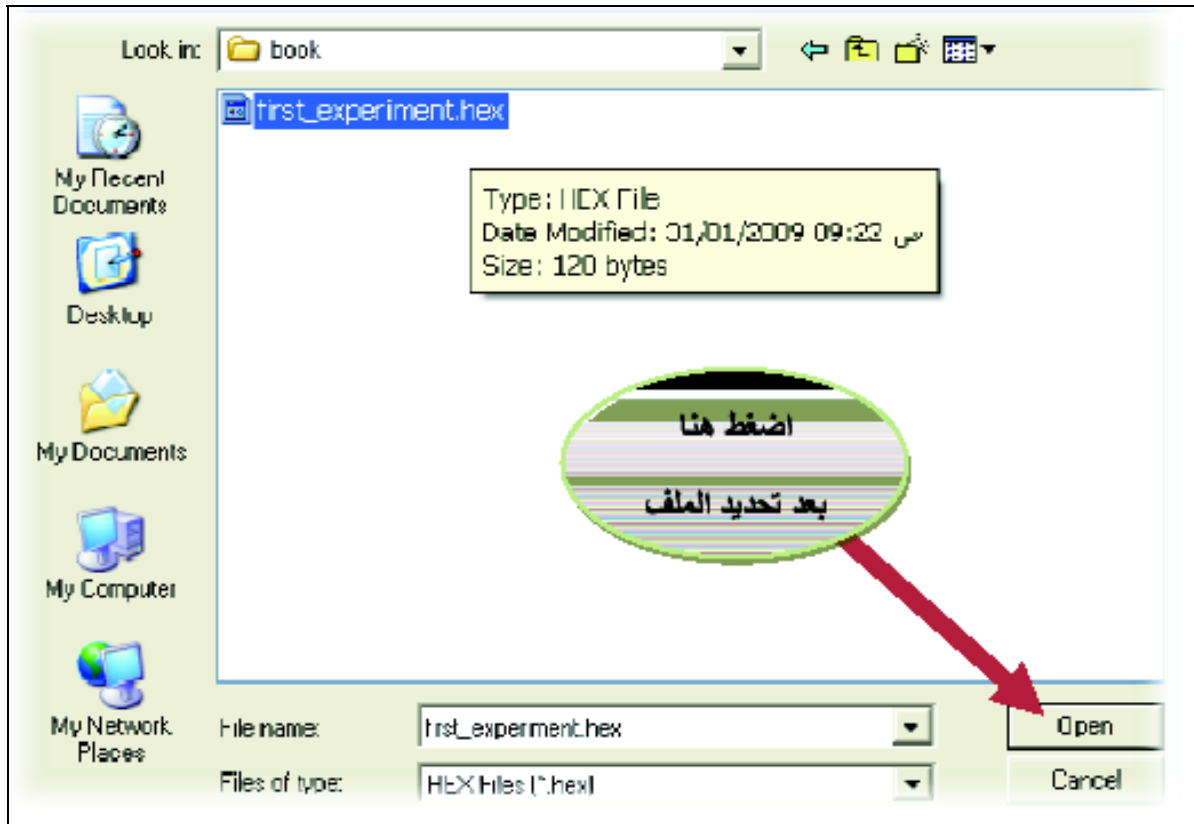 Look in:
book
first_experiment.hex
My Recent
Documents
Type: HEX File
Date Modified: 01/01/2009 09:22 ص
Size: 120 bytes
Desktop
اضغط هنا
بعد تحديد الملف
My Documents
My Computer
My Network
Places
File name:
first_experiment.hex
Open
Files of type:
HEX Files (*.hex)
Cancel